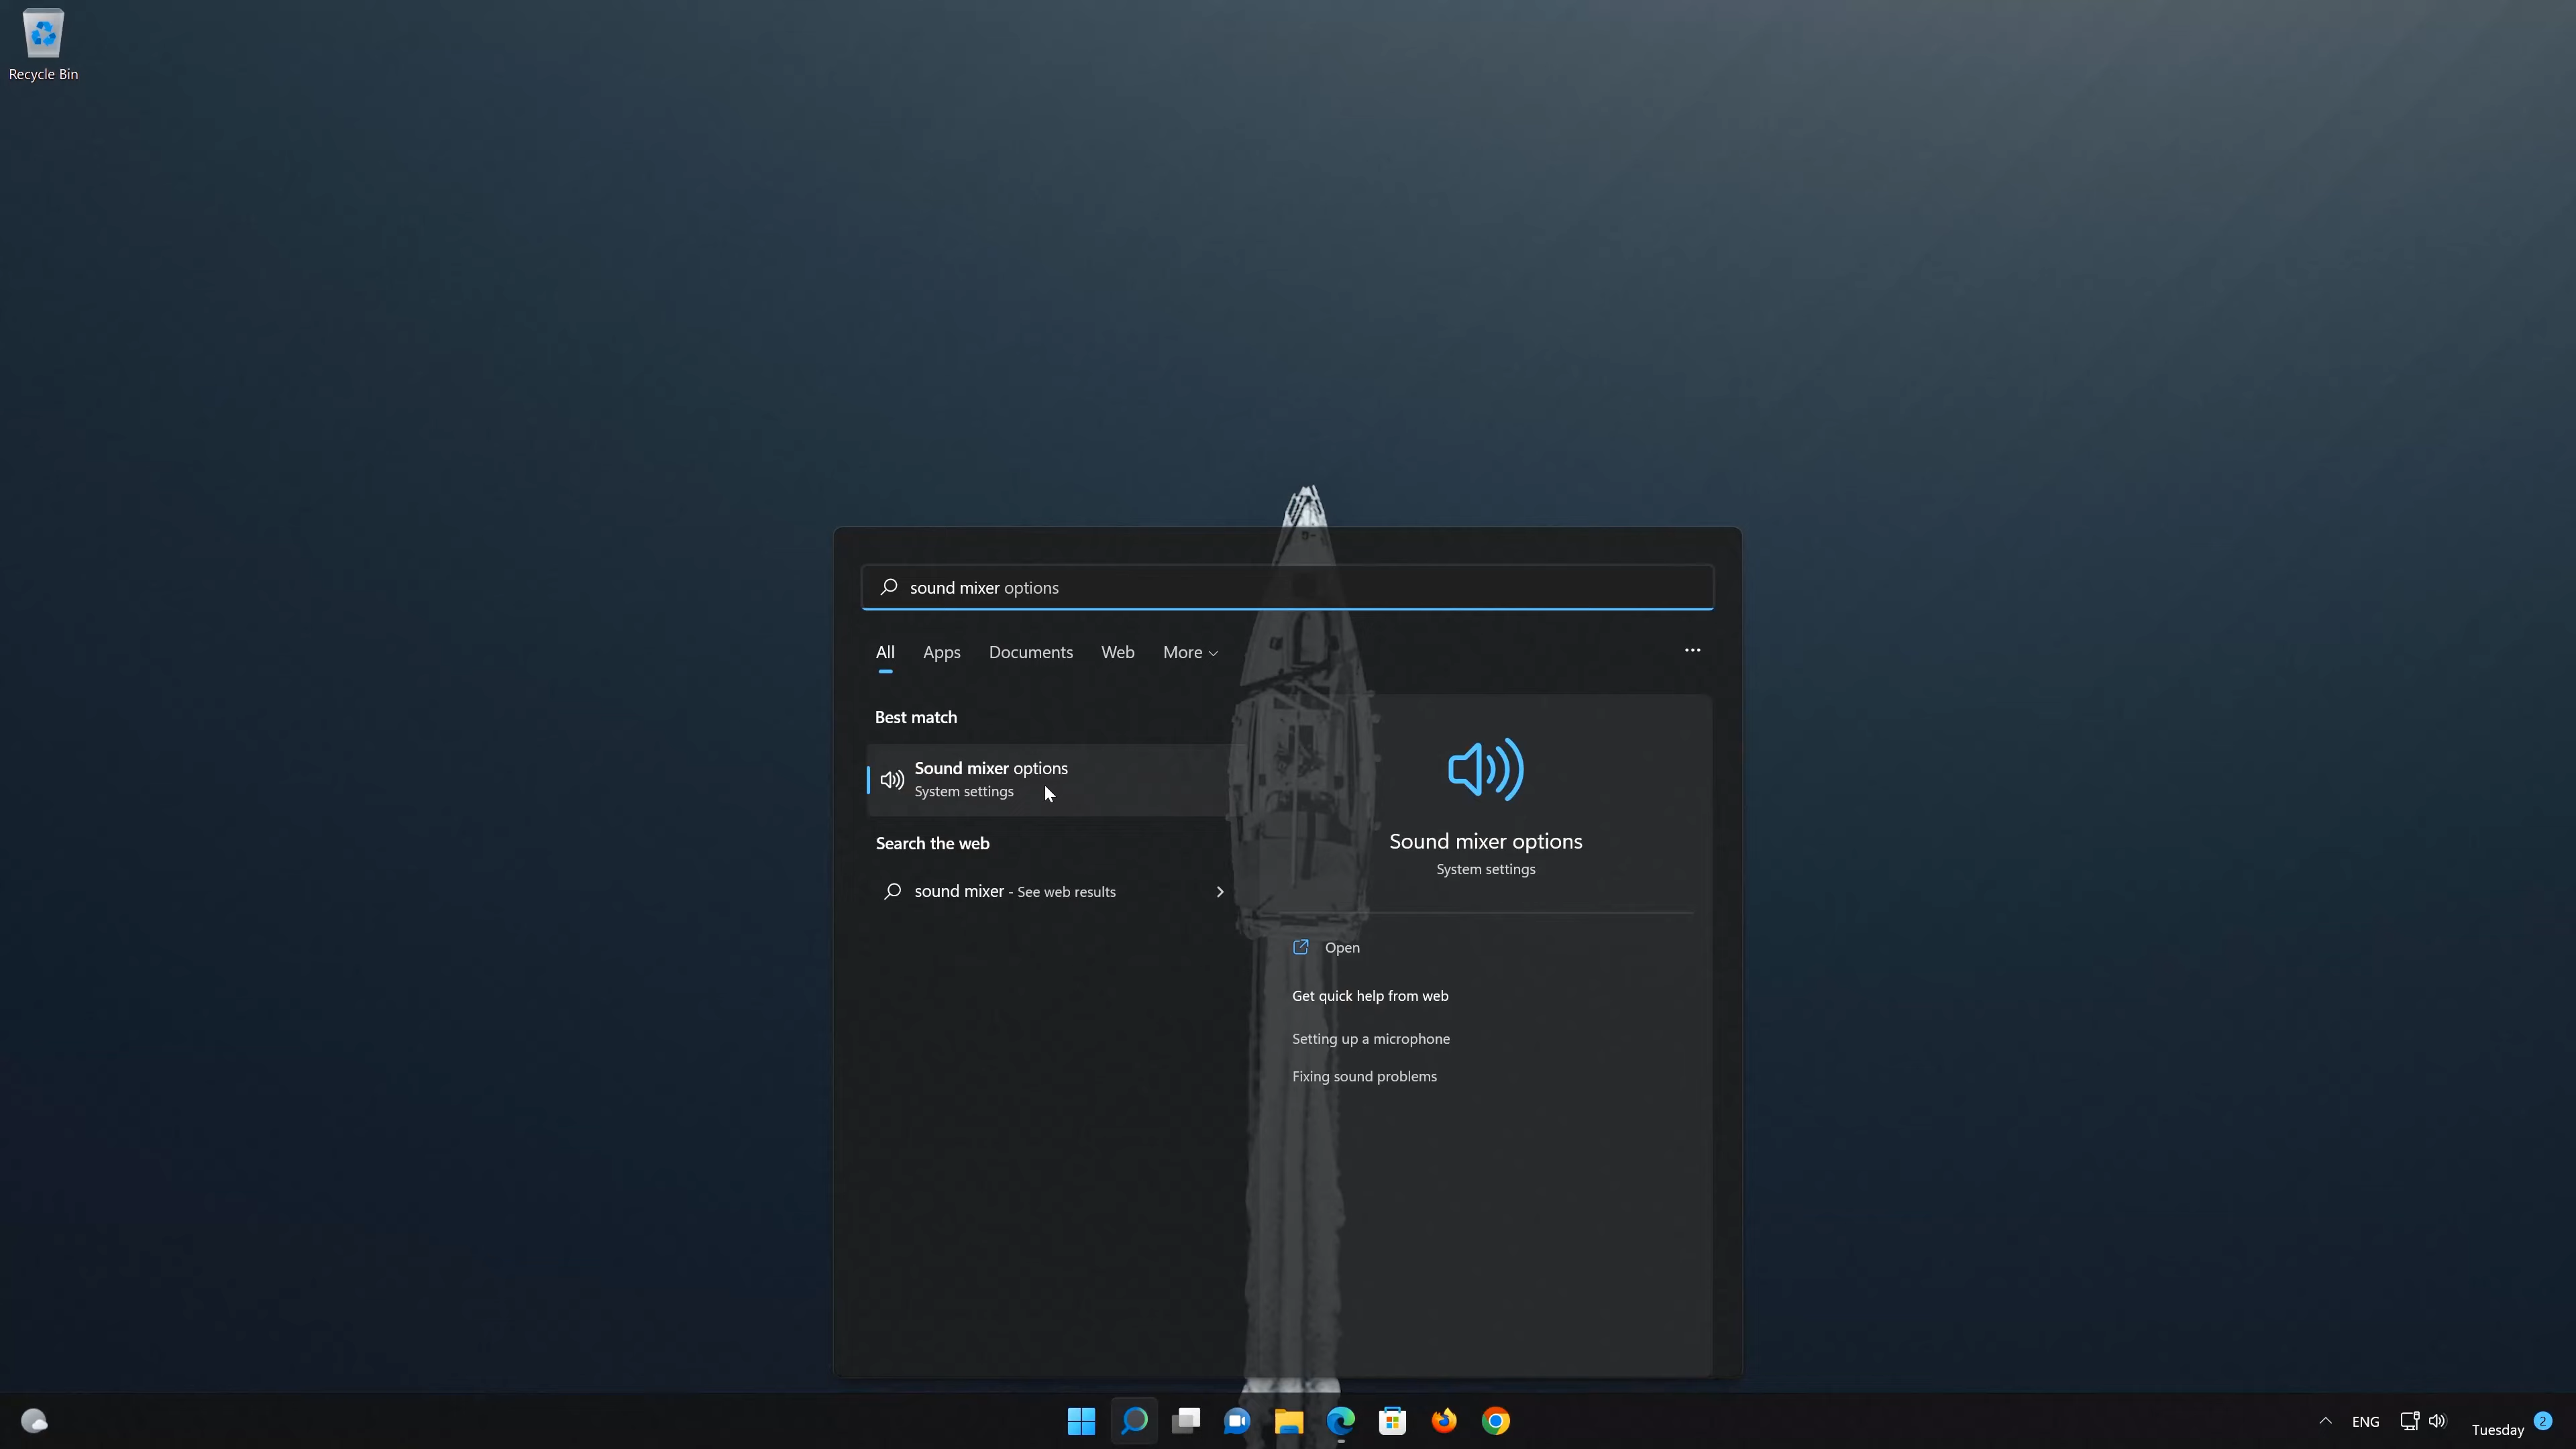 Recycle Bin
sound mixer options
All Apps Documents Web More
Best match
Sound mixer options
System settings
Search the web
sound mixer - See web results
Sound mixer options
System settings
Open
Get quick help from web
Setting up a microphone
Fixing sound problems
ENG
Tuesday 2